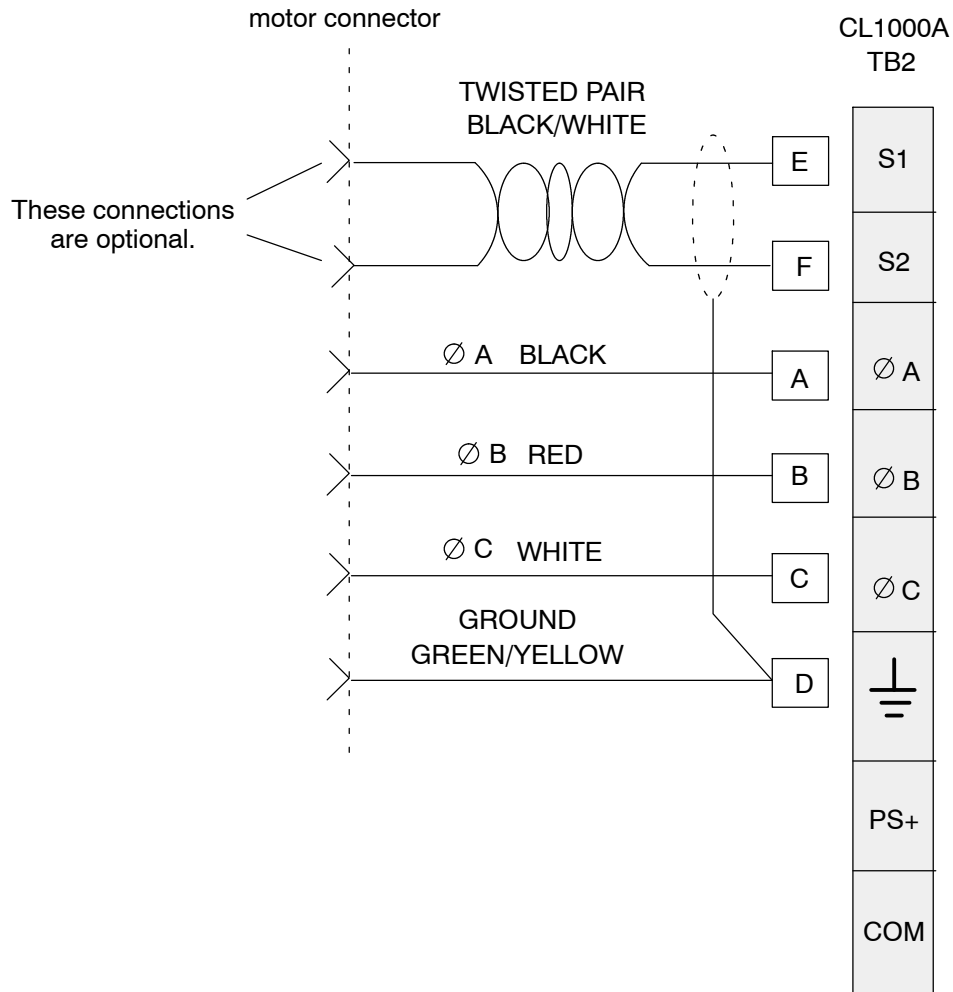 motor connector
CL1000A
TB2
TWISTED PAIR
BLACK/WHITE
E
S1
These connections
are optional.
F
S2
∅ A BLACK
A
∅ A
∅ B RED
B
∅ B
∅ C WHITE
C
∅ C
GROUND
GREEN/YELLOW
D
PS+
COM